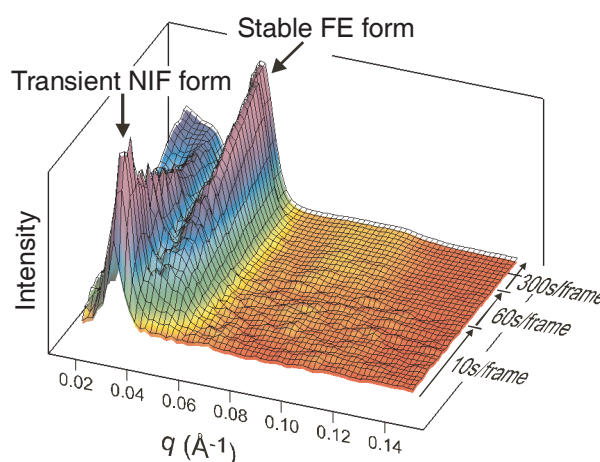 Stable FE form
Transient NIF form
Intensity
300s/frame
60s/frame
10s/frame
0.02
0.04
0.06
0.08
0.10
0.12
0.14
q (Å-1)